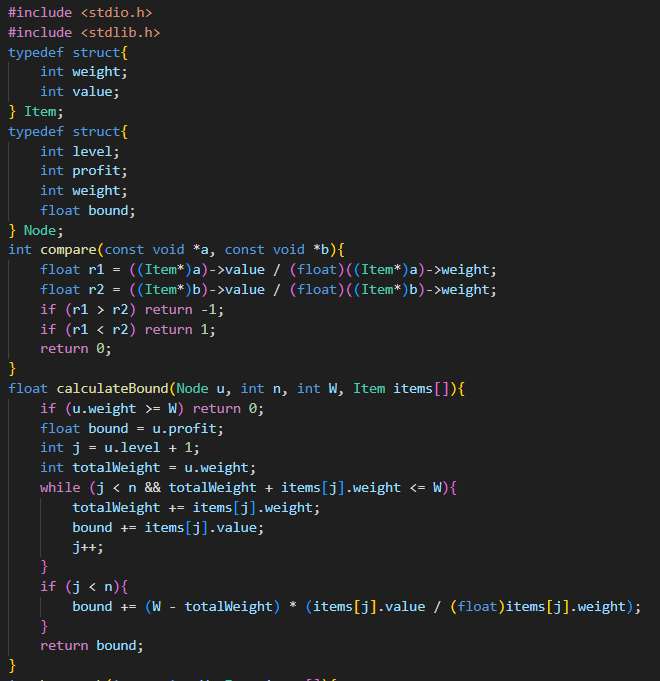 #include <stdio.h>
#include <stdlib.h>
typedef struct{
    int weight;
    int value;
} Item;
typedef struct{
    int level;
    int profit;
    int weight;
    float bound;
} Node;
int compare(const void *a, const void *b){
    float r1 = ((Item*)a)->value / (float)((Item*)a)->weight;
    float r2 = ((Item*)b)->value / (float)((Item*)b)->weight;
    if (r1 > r2) return -1;
    if (r1 < r2) return 1;
    return 0;
}
float calculateBound(Node u, int n, int W, Item items[]){
    if (u.weight >= W) return 0;
    float bound = u.profit;
    int j = u.level + 1;
    int totalWeight = u.weight;
    while (j < n && totalWeight + items[j].weight <= W){
        totalWeight += items[j].weight;
        bound += items[j].value;
        j++;
    }
    if (j < n){
        bound += (W - totalWeight) * (items[j].value / (float)items[j].weight);
    }
    return bound;
}